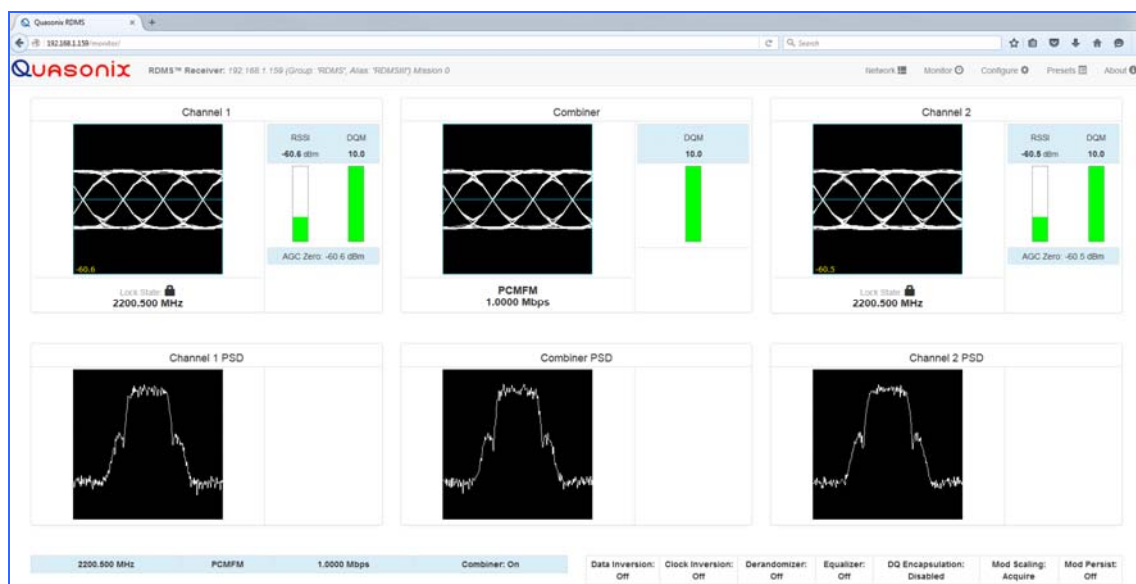 Quasonix RDMS
192.168.1.159/monitor/
Search
Quasonix
RDMS™ Receiver: 192.168.1.159 (Group: "RDMS", Alias: "RDMSIII") Mission 0
Network Monitor Configure Presets About
Channel 1
RSSI DQM
-60.6 dBm 10.0
-60.6
AGC Zero: -60.6 dBm
Lock State:
2200.500 MHz
Combiner
DQM
10.0
PCMFM
1.0000 Mbps
Channel 2
RSSI DQM
-60.5 dBm 10.0
-60.5
AGC Zero: -60.5 dBm
Lock State:
2200.500 MHz
Channel 1 PSD
Combiner PSD
Channel 2 PSD
2200.500 MHz PCMFM 1.0000 Mbps Combiner: On
Data Inversion: Clock Inversion: Derandomizer: Equalizer: DQ Encapsulation: Mod Scaling: Mod Persist:
Off Off Off Off Disabled Acquire Off